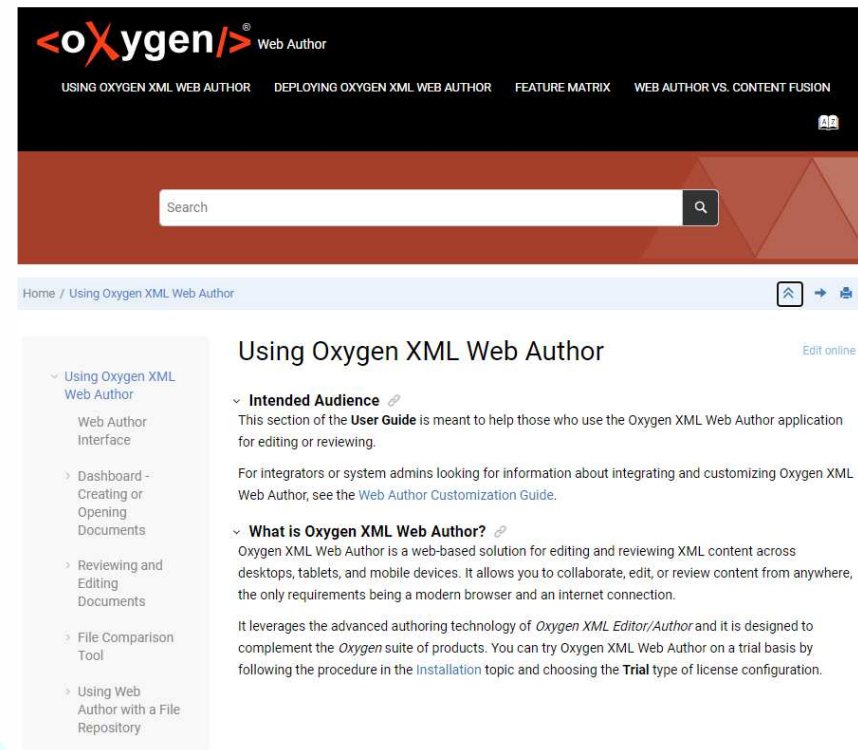 <oXygen/>® Web Author
USING OXYGEN XML WEB AUTHOR DEPLOYING OXYGEN XML WEB AUTHOR FEATURE MATRIX WEB AUTHOR VS. CONTENT FUSION
A Z
Search
Home / Using Oxygen XML Web Author
Using Oxygen XML
Web Author
Web Author
Interface
Dashboard -
Creating or
Opening
Documents
Reviewing and
Editing
Documents
File Comparison
Tool
Using Web
Author with a File
Repository
Using Oxygen XML Web Author
Edit online
Intended Audience
This section of the User Guide is meant to help those who use the Oxygen XML Web Author application
for editing or reviewing.
For integrators or system admins looking for information about integrating and customizing Oxygen XML
Web Author, see the Web Author Customization Guide.
What is Oxygen XML Web Author?
Oxygen XML Web Author is a web-based solution for editing and reviewing XML content across
desktops, tablets, and mobile devices. It allows you to collaborate, edit, or review content from anywhere,
the only requirements being a modern browser and an internet connection.
It leverages the advanced authoring technology of Oxygen XML Editor/Author and it is designed to
complement the Oxygen suite of products. You can try Oxygen XML Web Author on a trial basis by
following the procedure in the Installation topic and choosing the Trial type of license configuration.